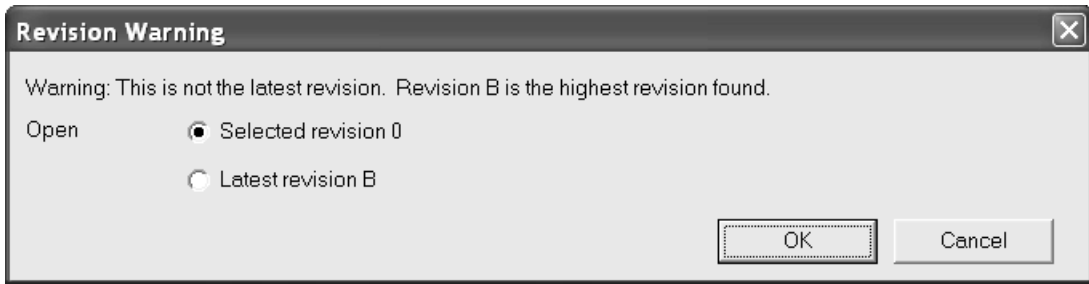 Revision Warning
Warning: This is not the latest revision. Revision B is the highest revision found.
Open Selected revision 0
Latest revision B
OK Cancel